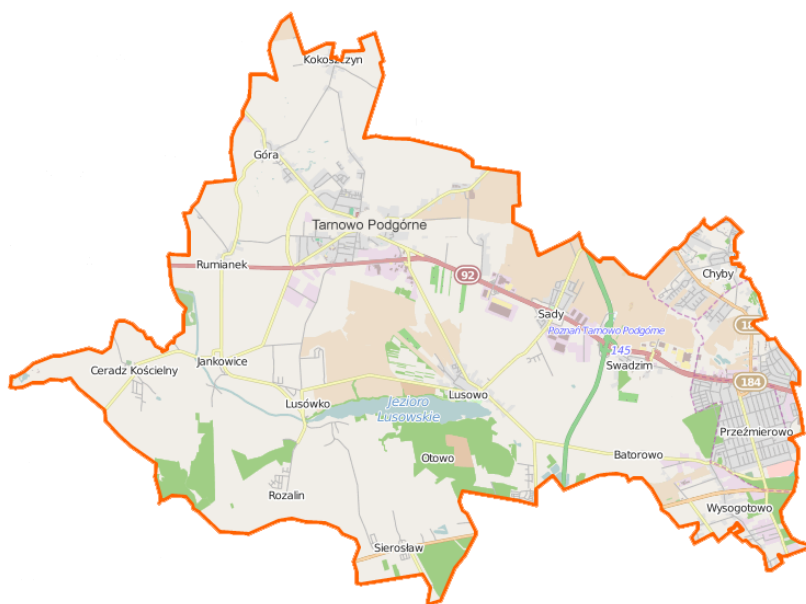 Kokoszczyn
Góra
Tarnowo Podgórne
Rumianek
92
Chyby
Sady
18
Poznań Tarnowo Podgórne
145
Swadzim
Jankowice
Ceradz Kościelny
184
Lusowo
Lusówko
Jezioro
Lusowskie
Przeźmierowo
Otowo
Batorowo
Rozalin
Wysogotowo
Sierosław